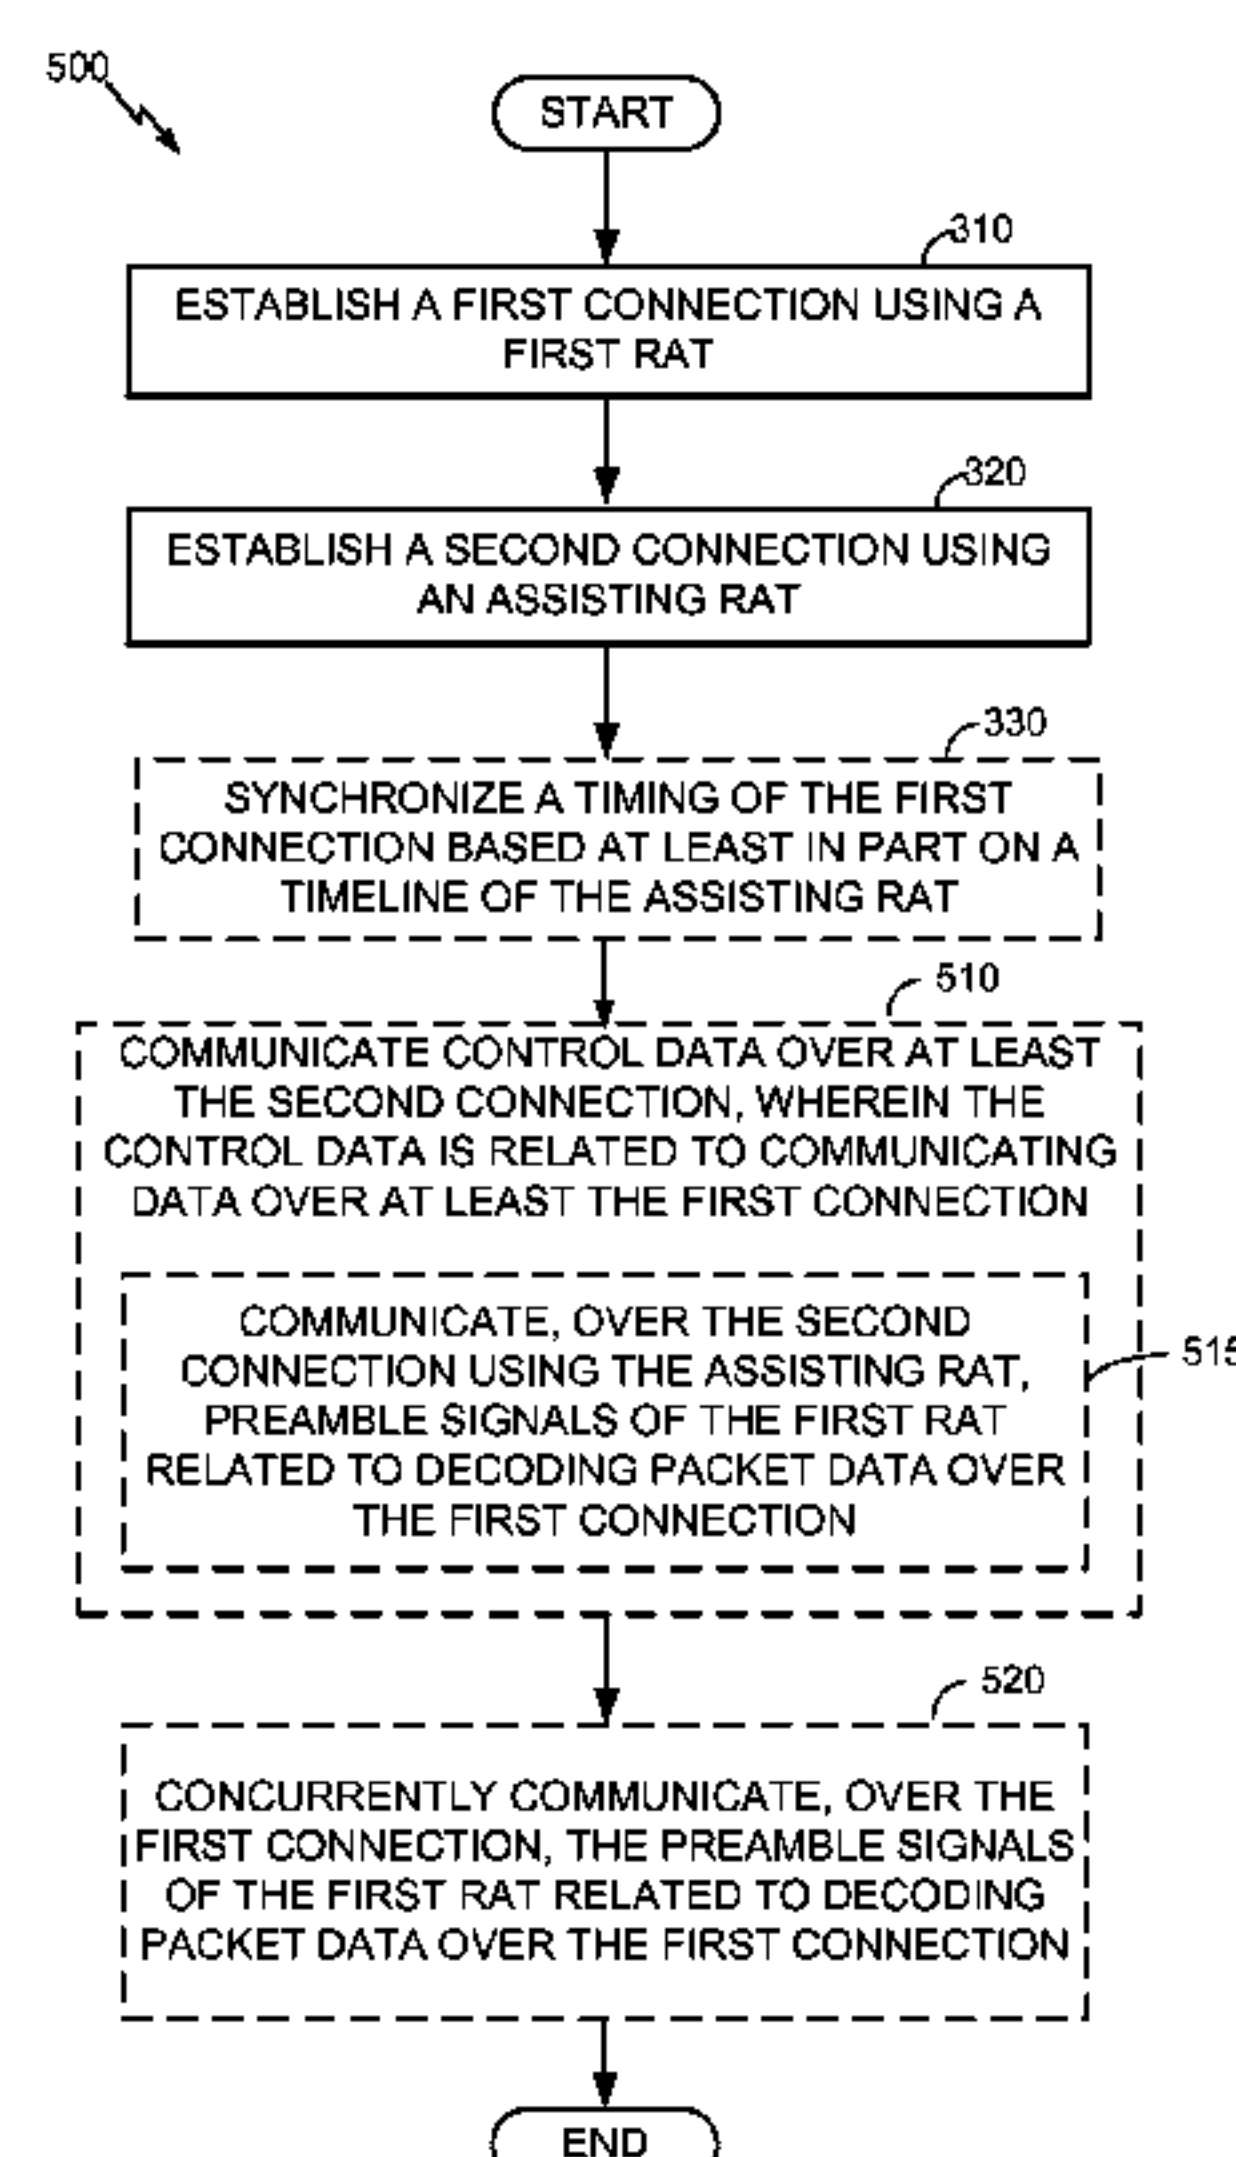 500
START
310
ESTABLISH A FIRST CONNECTION USING A
FIRST RAT
320
ESTABLISH A SECOND CONNECTION USING
AN ASSISTING RAT
330
SYNCHRONIZE A TIMING OF THE FIRST
CONNECTION BASED AT LEAST IN PART ON A
TIMELINE OF THE ASSISTING RAT
510
COMMUNICATE CONTROL DATA OVER AT LEAST
THE SECOND CONNECTION, WHEREIN THE
CONTROL DATA IS RELATED TO COMMUNICATING
DATA OVER AT LEAST THE FIRST CONNECTION
COMMUNICATE, OVER THE SECOND
CONNECTION USING THE ASSISTING RAT,
PREAMBLE SIGNALS OF THE FIRST RAT
RELATED TO DECODING PACKET DATA OVER
THE FIRST CONNECTION
515
520
CONCURRENTLY COMMUNICATE, OVER THE
FIRST CONNECTION, THE PREAMBLE SIGNALS
OF THE FIRST RAT RELATED TO DECODING
PACKET DATA OVER THE FIRST CONNECTION
END